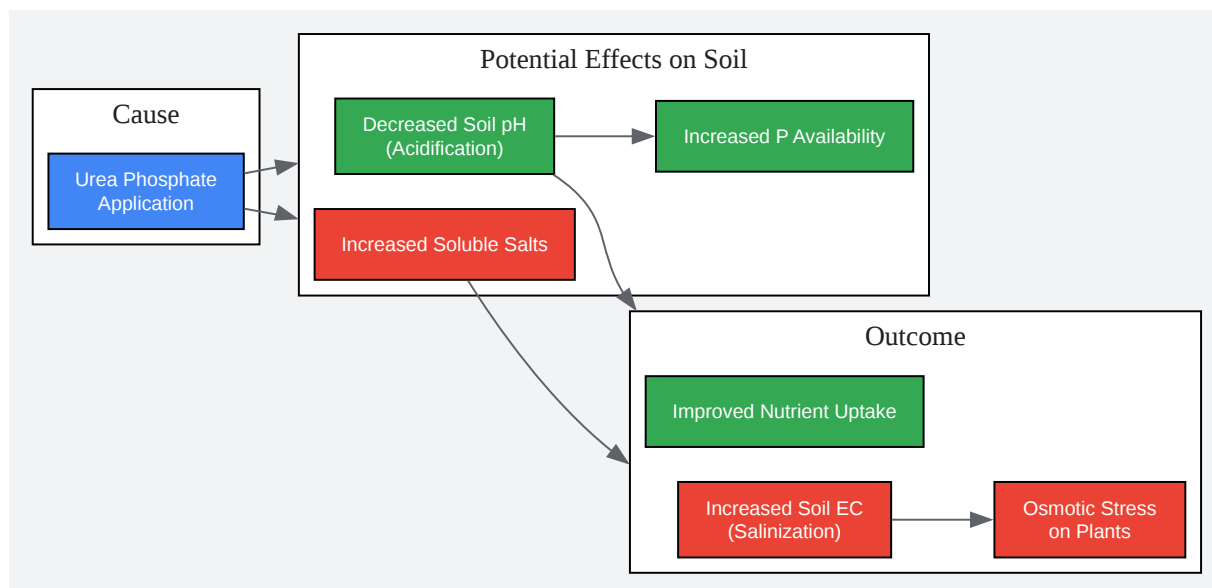 Potential Effects on Soil
Cause
Decreased Soil pH
(Acidification)
Increased P Availability
Urea Phosphate
Application
Increased Soluble Salts
Outcome
Improved Nutrient Uptake
Increased Soil EC
(Salinization)
Osmotic Stress
on Plants